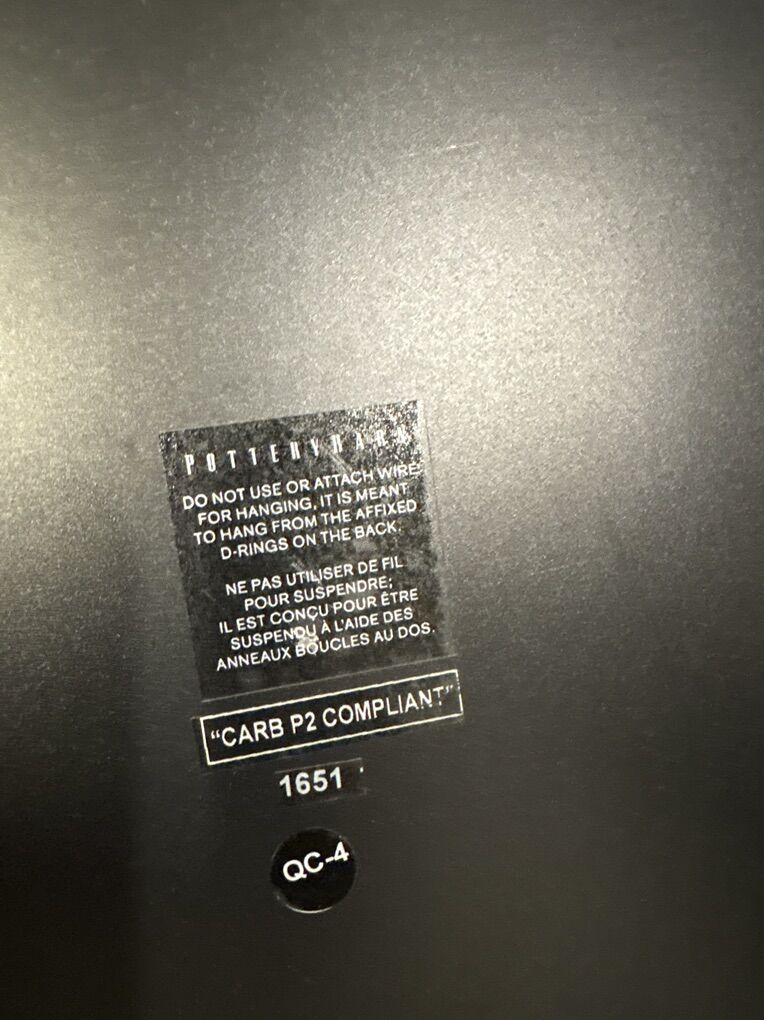 POTTERYBARN
DO NOT USE OR ATTACH WIRE
FOR HANGING, IT IS MEANT
TO HANG FROM THE AFFIXED
D-RINGS ON THE BACK.
NE PAS UTILISER DE FIL
POUR SUSPENDRE;
IL EST CONÇU POUR ÊTRE
SUSPENDU À L'AIDE DES
ANNEAUX BOUCLES AU DOS.
"CARB P2 COMPLIANT"
1651
QC-4